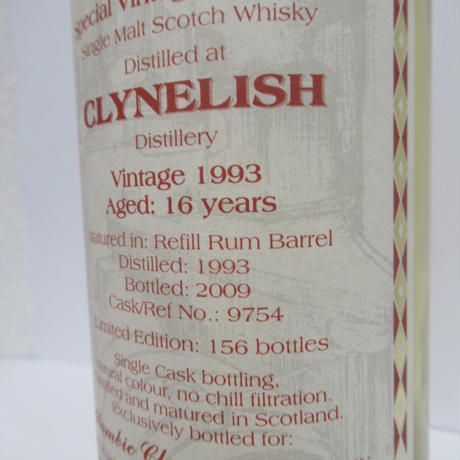 Special Vintage
Single Malt Scotch Whisky
Distilled at
CLYNELISH
Distillery
Vintage 1993
Aged: 16 years
Matured in: Refill Rum Barrel
Distilled: 1993
Bottled: 2009
Cask/Ref No.: 9754
Limited Edition: 156 bottles
Single Cask bottling,
natural colour, no chill filtration.
and matured in Scotland.
Exclusively bottled for: